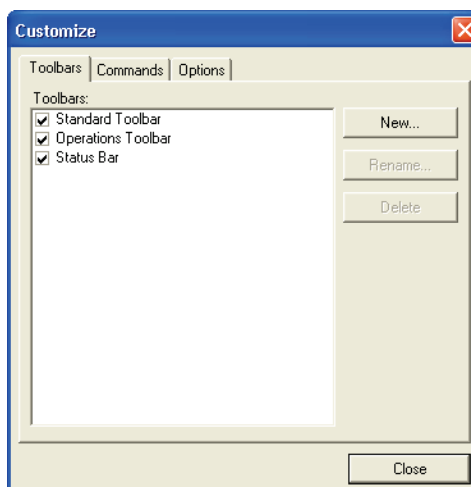 Customize
Toolbars Commands Options
Toolbars:
Standard Toolbar
Operations Toolbar
Status Bar
New...
Rename...
Delete
Close